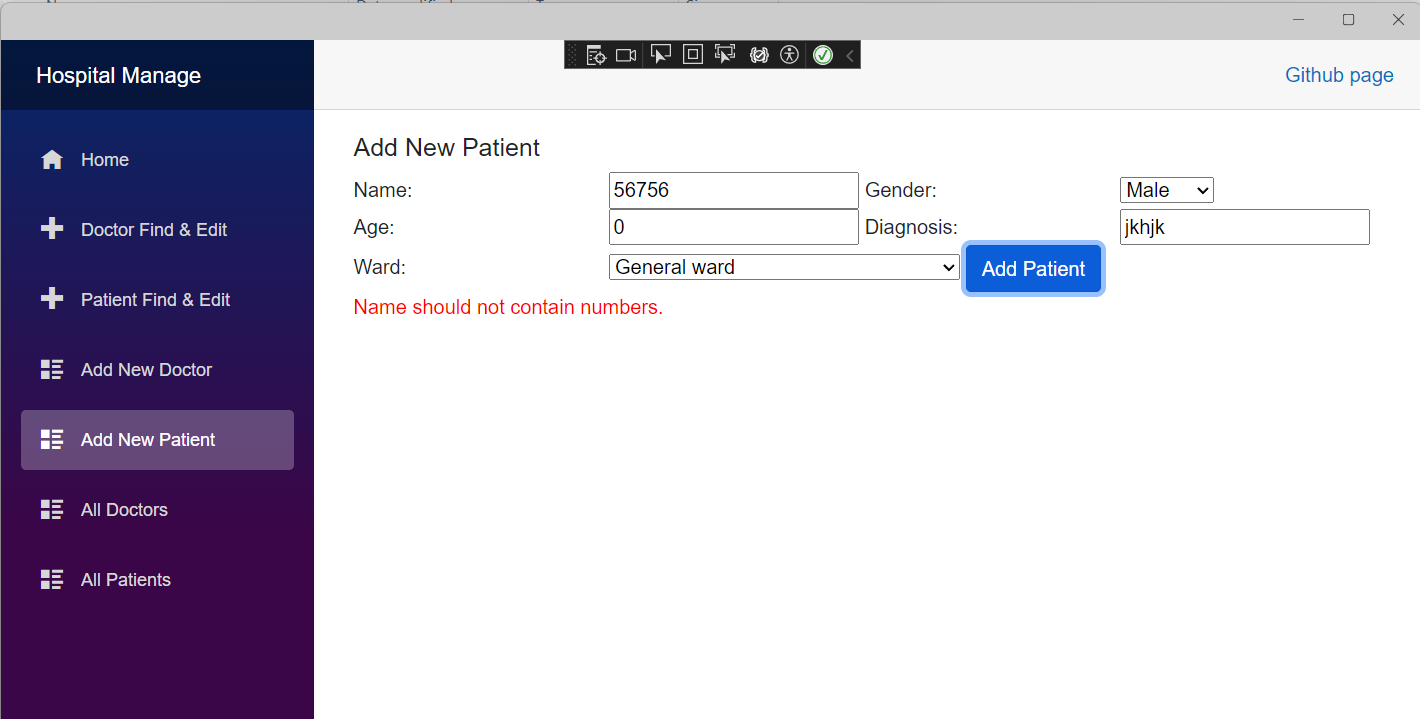 Hospital Manage
Github page
Home
Doctor Find & Edit
Patient Find & Edit
Add New Doctor
Add New Patient
All Doctors
All Patients
Add New Patient
Name: 56756 Gender: Male
Age: 0 Diagnosis: jkhjk
Ward: General ward Add Patient
Name should not contain numbers.